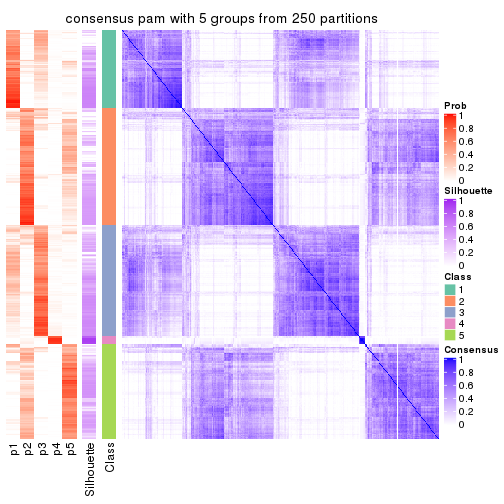 consensus pam with 5 groups from 250 partitions
Prob
1
0.8
0.6
0.4
0.2
0
Silhouette
1
0.8
0.6
0.4
0.2
0
Class
1
2
3
4
5
Consensus
1
0.8
0.6
0.4
0.2
0
p1
p2
p3
p4
p5
Silhouette
Class